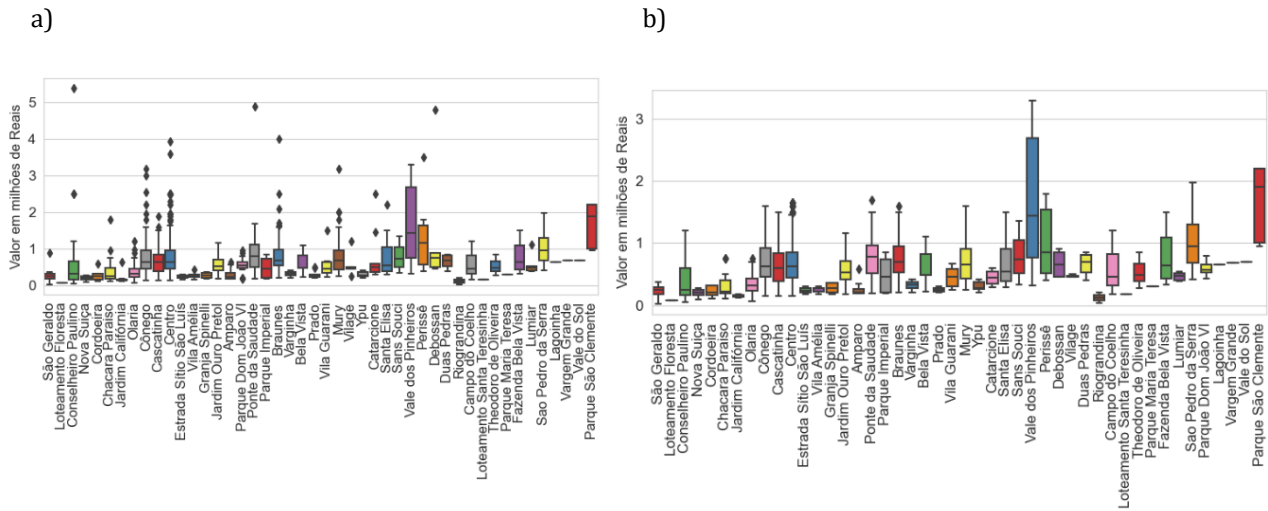 a)
b)
Valor em milhões de Reais
5
4
3
2
1
0
São Geraldo
Loteamento Floresta
Conselheiro Paulino
Nova Suiça
Cordoeira
Chacara Paraiso
Jardim Califórnia
Olaria
Cônego
Cascatinha
Centro
Estrada Sítio São Luís
Vila Amélia
Granja Spinelli
Jardim Ouro Preto
Amparo
Parque Dom João VI
Ponte da Saudade
Parque Imperial
Braunes
Varginha
Bela Vista
Prado
Vila Guarani
Mury
Vilage
Ypu
Catarcione
Santa Elisa
Sans Souci
Vale dos Pinheiros
Perissê
Debossan
Duas Pedras
Lumiar
Sao Pedro da Serra
Riograndina
Campo do Coelho
Loteamento Santa Teresinha
Theodoro de Oliveira
Parque Maria Teresa
Fazenda Bela Vista
Lagoinha
Vargem Grande
Vale do Sol
Parque São Clemente
Valor em milhões de Reais
3
2
1
0
São Geraldo
Loteamento Floresta
Conselheiro Paulino
Nova Suiça
Cordoeira
Chacara Paraiso
Jardim Califórnia
Olaria
Cônego
Cascatinha
Centro
Estrada Sítio São Luís
Vila Amélia
Granja Spinelli
Jardim Ouro Preto
Amparo
Ponte da Saudade
Parque Imperial
Braunes
Varginha
Bela Vista
Prado
Vila Guarani
Mury
Ypu
Catarcione
Santa Elisa
Sans Souci
Vale dos Pinheiros
Perissê
Debossan
Vilage
Duas Pedras
Riograndina
Campo do Coelho
Loteamento Santa Teresinha
Theodoro de Oliveira
Parque Maria Teresa
Fazenda Bela Vista
Lumiar
Sao Pedro da Serra
Parque Dom João VI
Lagoinha
Vargem Grande
Vale do Sol
Parque São Clemente